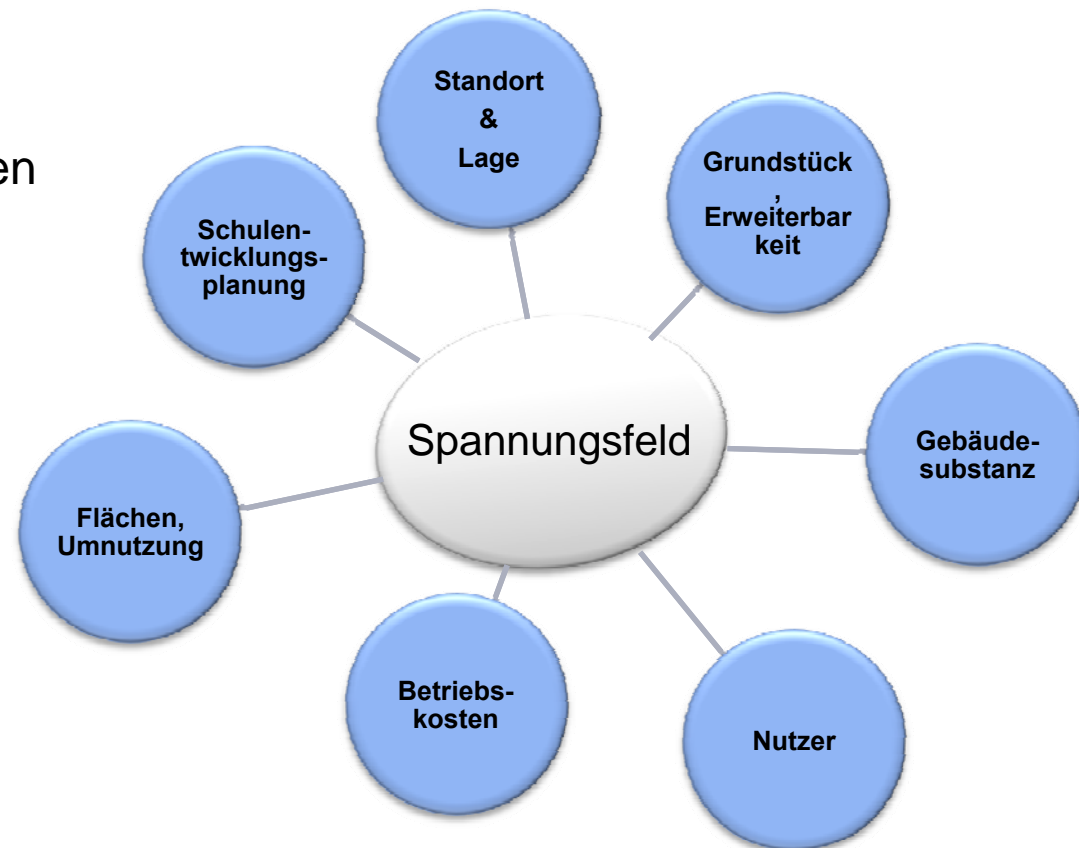 en
Standort
&
Lage
Grundstück
,
Erweiterbar
keit
Schulen-
twicklungs-
planung
Spannungsfeld
Gebäude-
substanz
Flächen,
Umnutzung
Betriebs-
kosten
Nutzer